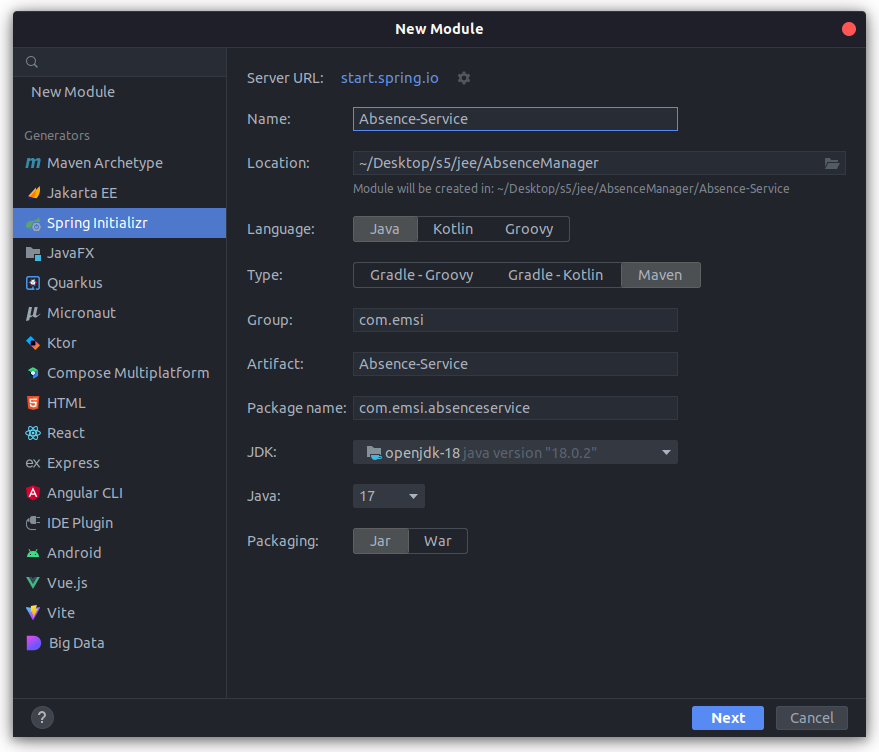 New Module
New Module
Generators
Maven Archetype
Jakarta EE
Spring Initializr
JavaFX
Quarkus
Micronaut
Ktor
Compose Multiplatform
HTML
React
ex Express
Angular CLI
IDE Plugin
Android
Vue.js
Vite
Big Data
Server URL: start.spring.io
Name: Absence-Service
Location: ~/Desktop/s5/jee/AbsenceManager
Module will be created in: ~/Desktop/s5/jee/AbsenceManager/Absence-Service
Language: Java Kotlin Groovy
Type: Gradle - Groovy Gradle - Kotlin Maven
Group: com.emsi
Artifact: Absence-Service
Package name: com.emsi.absenceservice
JDK: openjdk-18 java version "18.0.2"
Java: 17
Packaging: Jar War
? Next Cancel